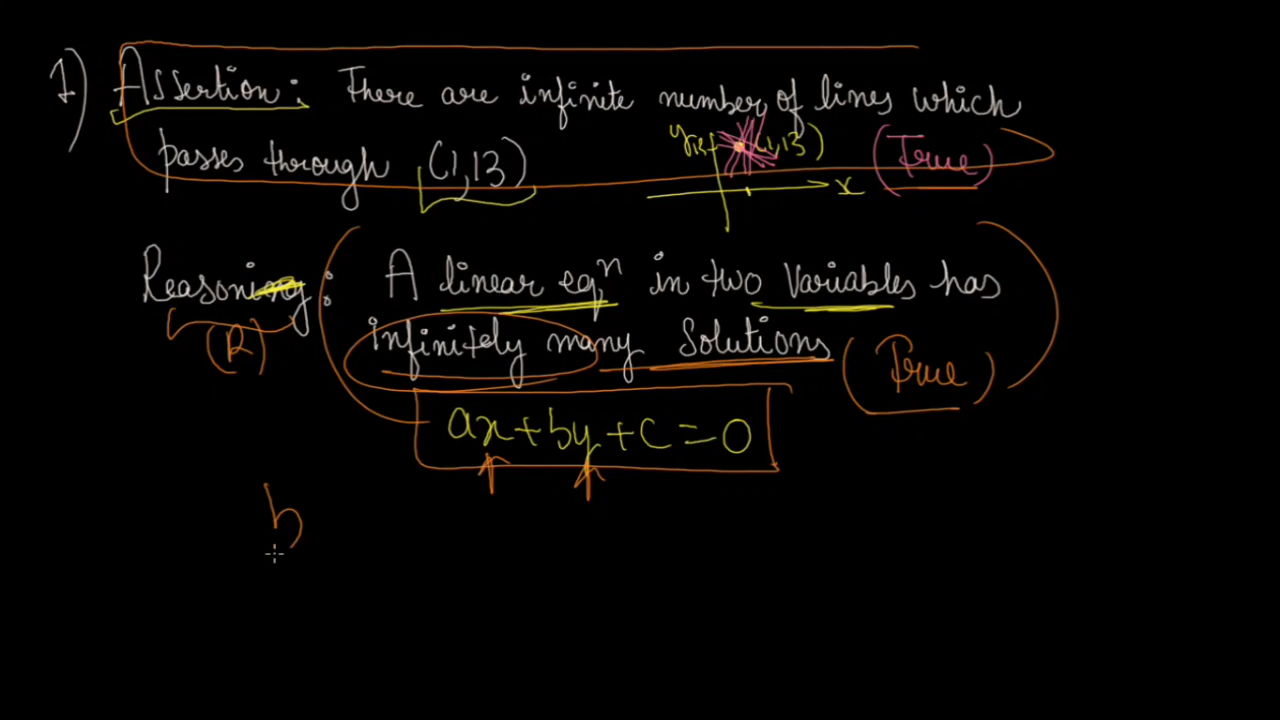 1) Assertion: There are infinite number of lines which
passes through (1,13)
y 13 (1,13) (True)
x
Reasoning: A linear eqn in two variables has
infinitely many Solutions
(R) (True)
ax+by+c=0
b